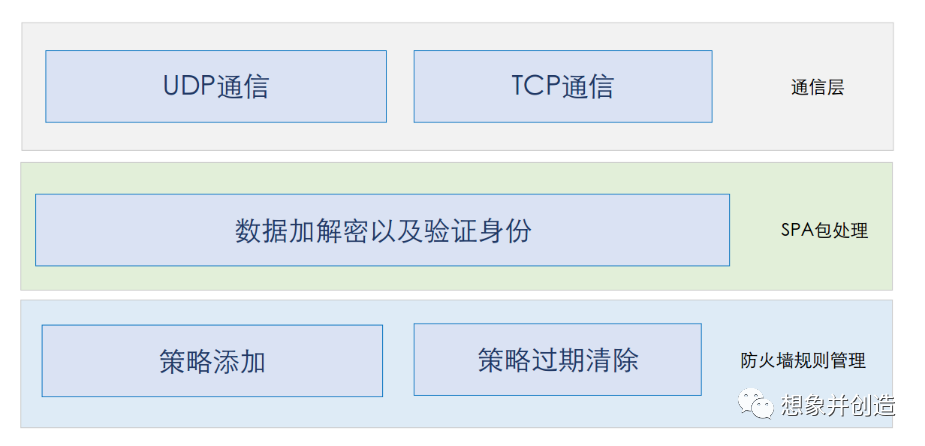 UDP通信
TCP通信
通信层
数据加解密以及验证身份
SPA包处理
策略添加
策略过期清除
防火墙规则管理
想象并创造